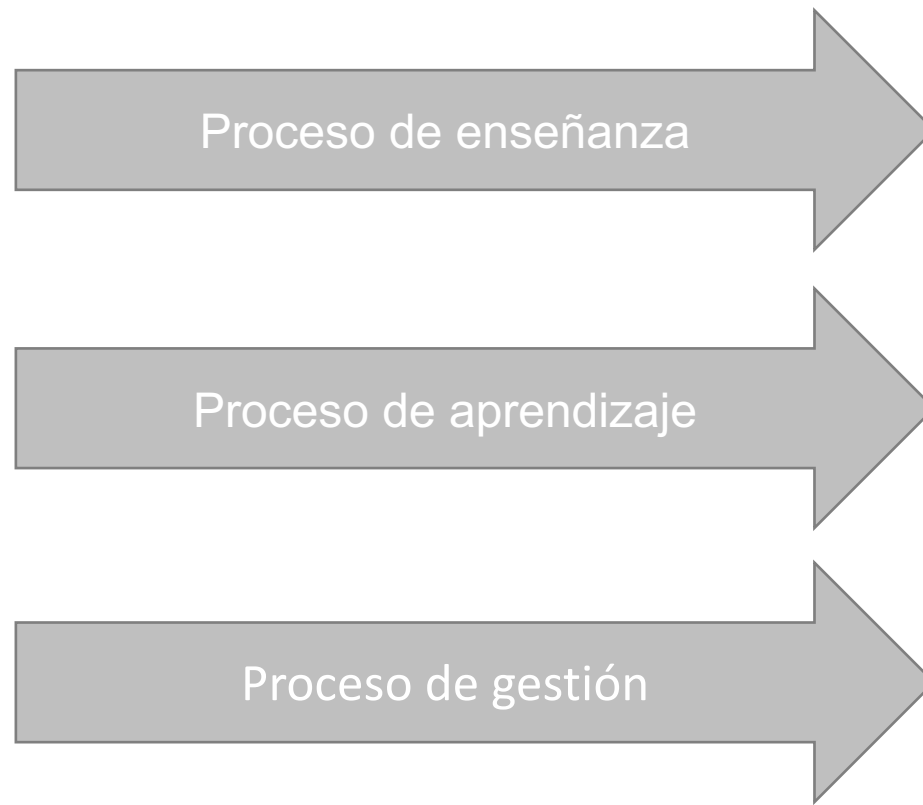 Proceso de enseñanza
Proceso de aprendizaje
Proceso de gestión